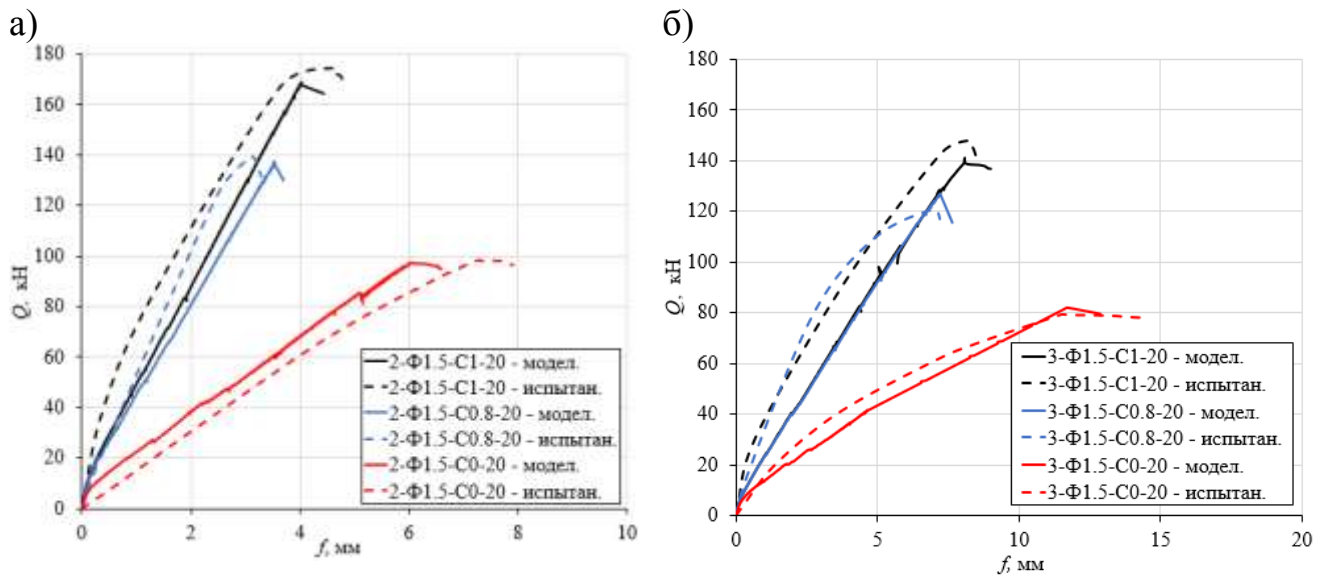 а)
180
160
140
120
100
80
60
40
20
0
Q, кН
0 2 4 6 8 10
f, мм
2-Ф1.5-С1-20 - модел.
2-Ф1.5-С1-20 - испытан.
2-Ф1.5-С0.8-20 - модел.
2-Ф1.5-С0.8-20 - испытан.
2-Ф1.5-С0-20 - модел.
2-Ф1.5-С0-20 - испытан.
б)
180
160
140
120
100
80
60
40
20
0
Q, кН
0 5 10 15 20
f, мм
3-Ф1.5-С1-20 - модел.
3-Ф1.5-С1-20 - испытан.
3-Ф1.5-С0.8-20 - модел.
3-Ф1.5-С0.8-20 - испытан.
3-Ф1.5-С0-20 - модел.
3-Ф1.5-С0-20 - испытан.